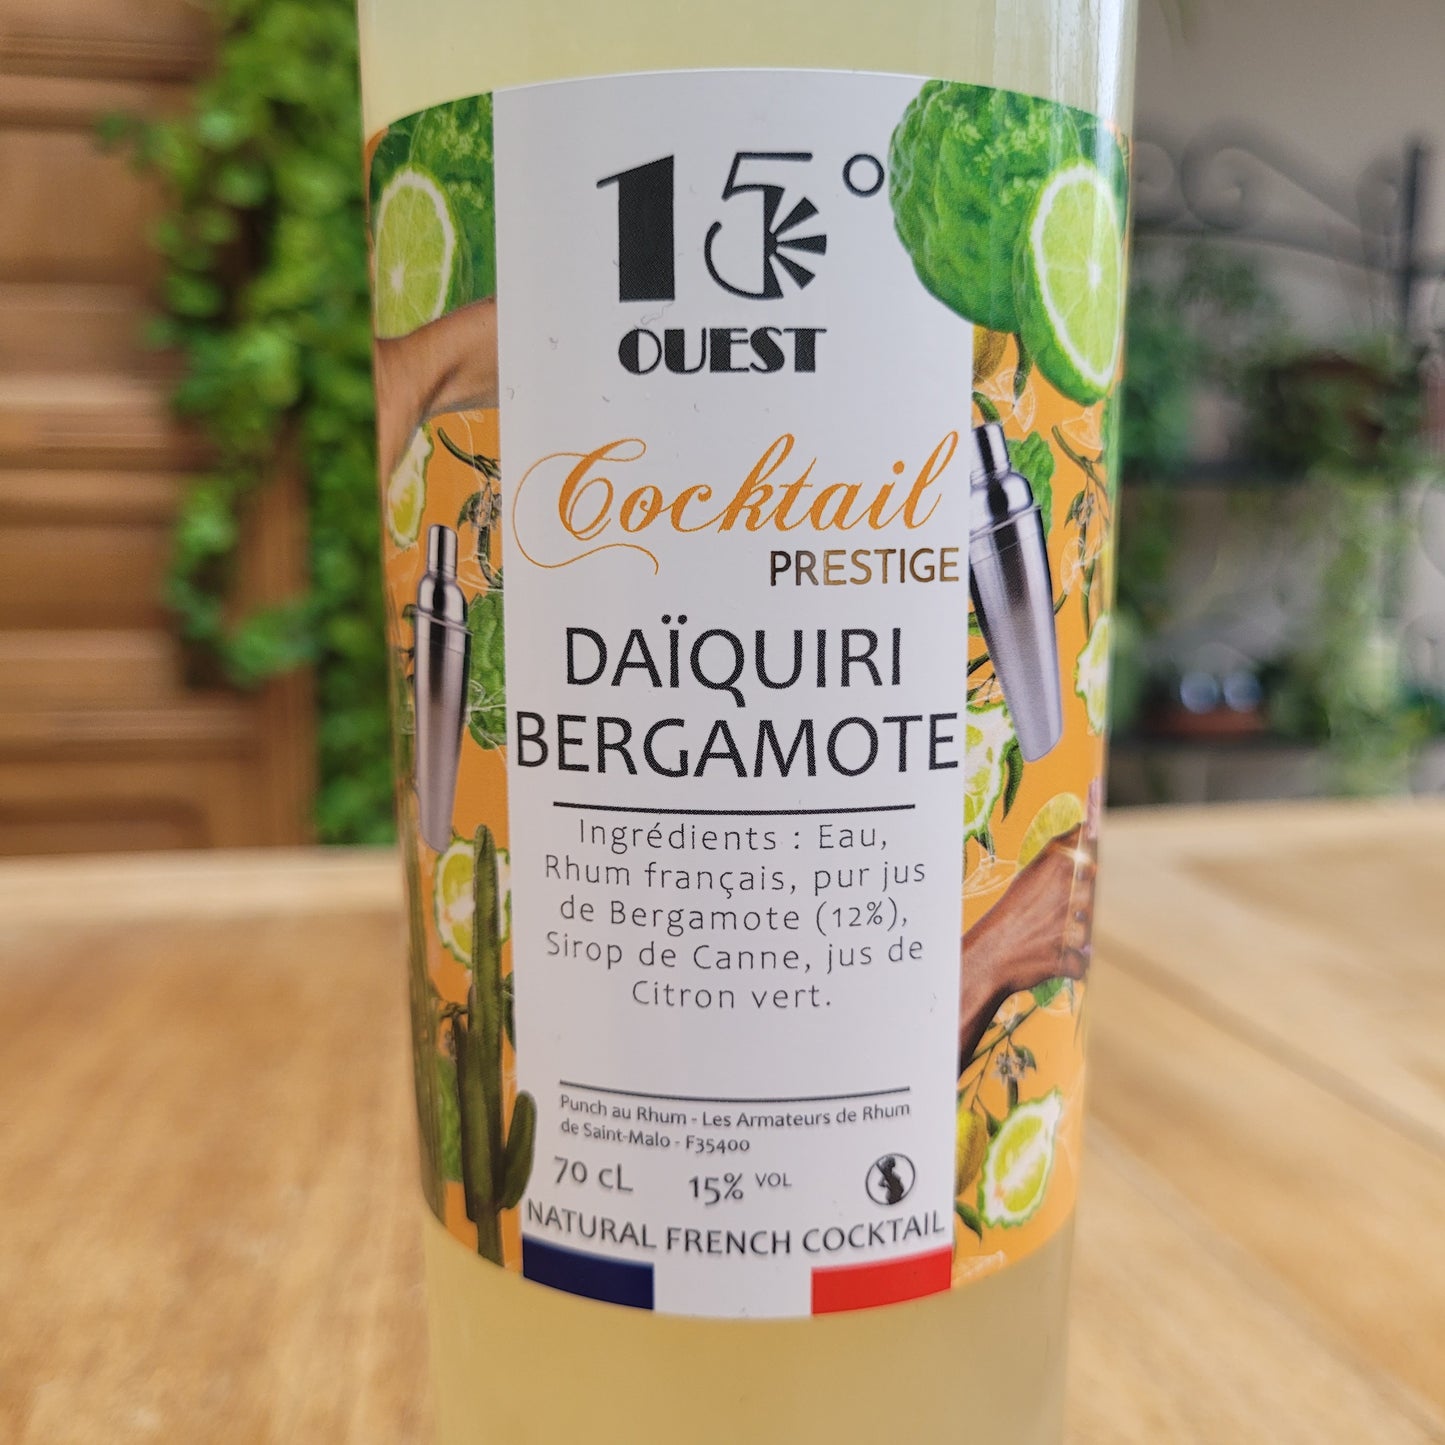 15°
OUEST
Cocktail
PRESTIGE
DAÏQUIRI
BERGAMOTE
Ingrédients : Eau,
Rhum français, pur jus
de Bergamote (12%),
Sirop de Canne, jus de
Citron vert.
Punch au Rhum - Les Armateurs de Rhum
de Saint-Malo - F35400
70 cL 15% VOL
NATURAL FRENCH COCKTAIL